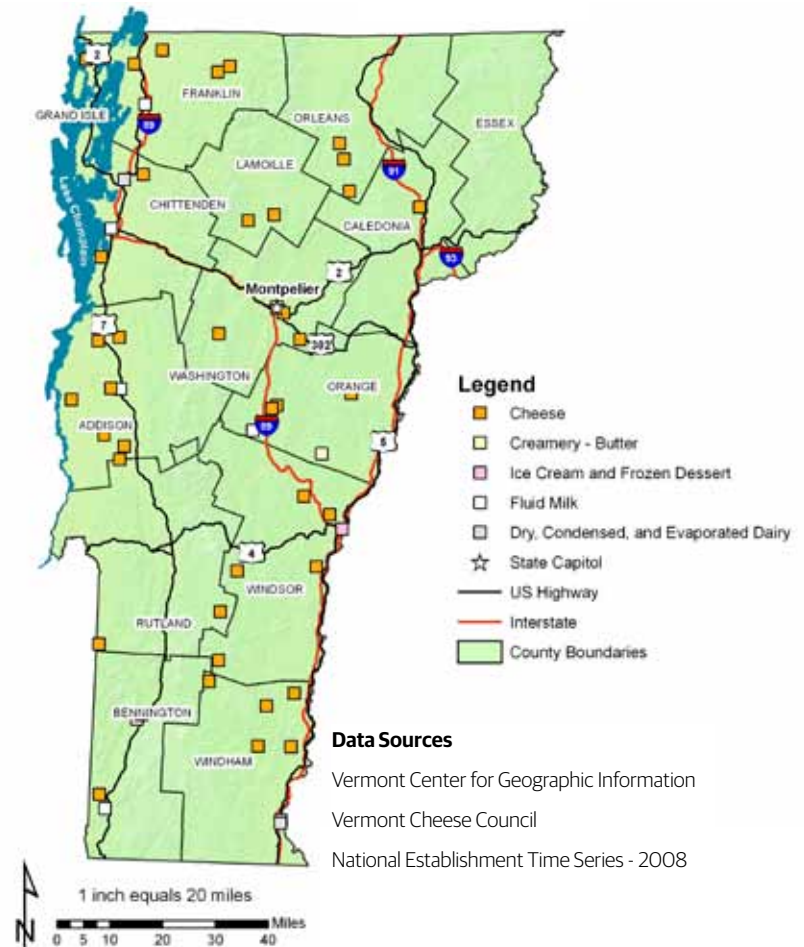 2
FRANKLIN
GRAND ISLE
89
ORLEANS
ESSEX
LAMOILLE
91
CHITTENDEN
Lake Champlain
CALEDONIA
93
2
Montpelier
7
302
WASHINGTON
ORANGE
ADDISON
89
5
4
WINDSOR
RUTLAND
BENNINGTON
WINDHAM
Legend
Cheese
Creamery - Butter
Ice Cream and Frozen Dessert
Fluid Milk
Dry, Condensed, and Evaporated Dairy
State Capitol
US Highway
Interstate
County Boundaries
Data Sources
Vermont Center for Geographic Information
Vermont Cheese Council
National Establishment Time Series - 2008
N
1 inch equals 20 miles
Miles
0 5 10 20 30 40